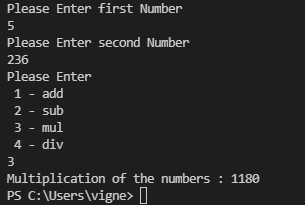 Please Enter first Number
5
Please Enter second Number
236
Please Enter
1 - add
2 - sub
3 - mul
4 - div
3
Multiplication of the numbers : 1180
PS C:\Users\vigne>